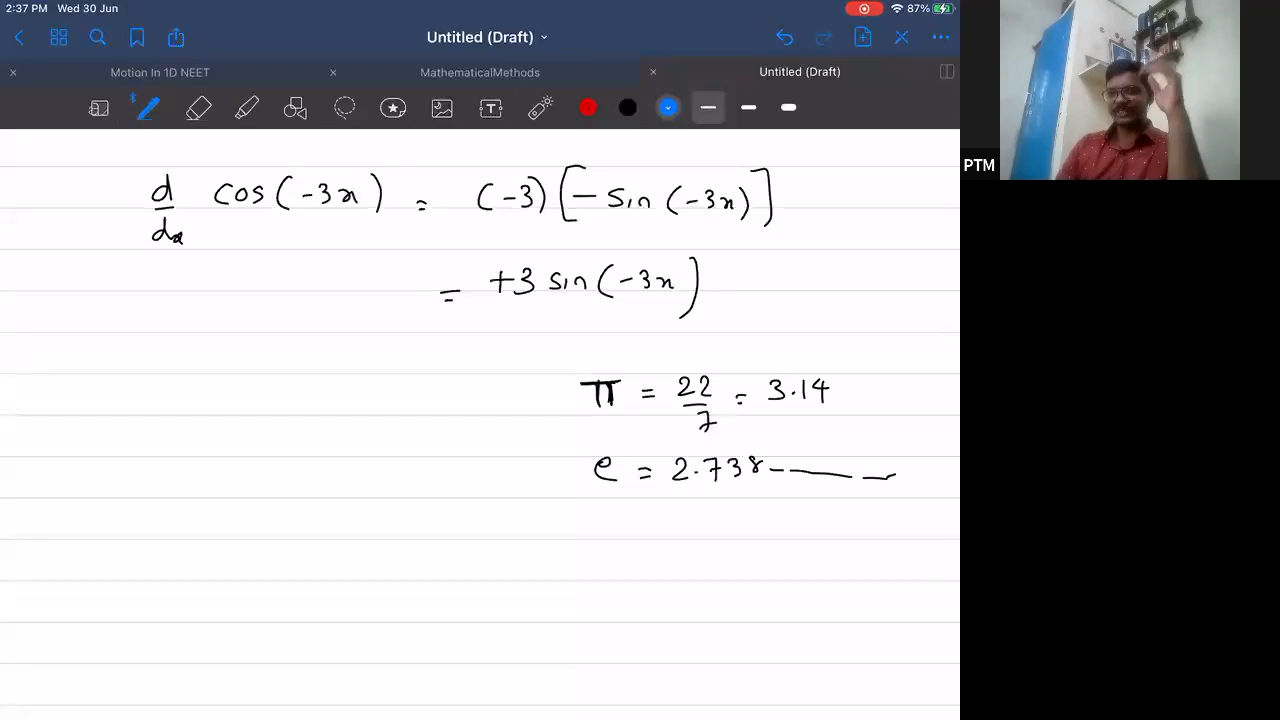 2:37 PM Wed 30 Jun 87%
Untitled (Draft)
Motion In 1D NEET MathematicalMethods Untitled (Draft)
T
PTM
d/dx cos(-3x) = (-3)[-sin(-3x)]
= +3 sin(-3x)
π = 22/7 = 3.14
e = 2.738-----